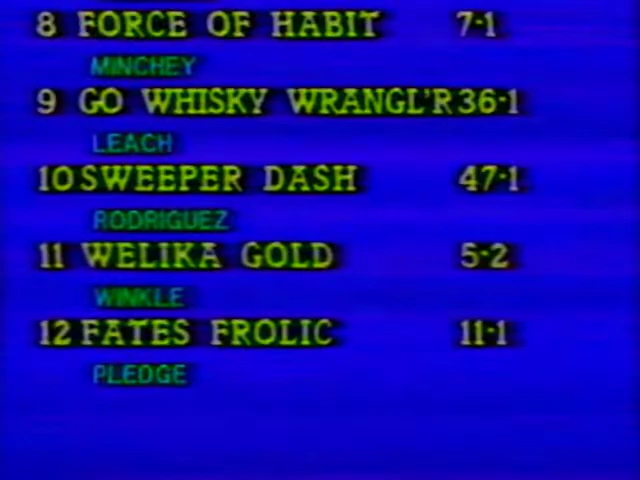 8 FORCE OF HABIT 7-1
MINCHEY
9 GO WHISKY WRANGL'R 36-1
LEACH
10 SWEEPER DASH 47-1
RODRIGUEZ
11 WELIKA GOLD 5-2
WINKLE
12 FATES FROLIC 11-1
PLEDGE